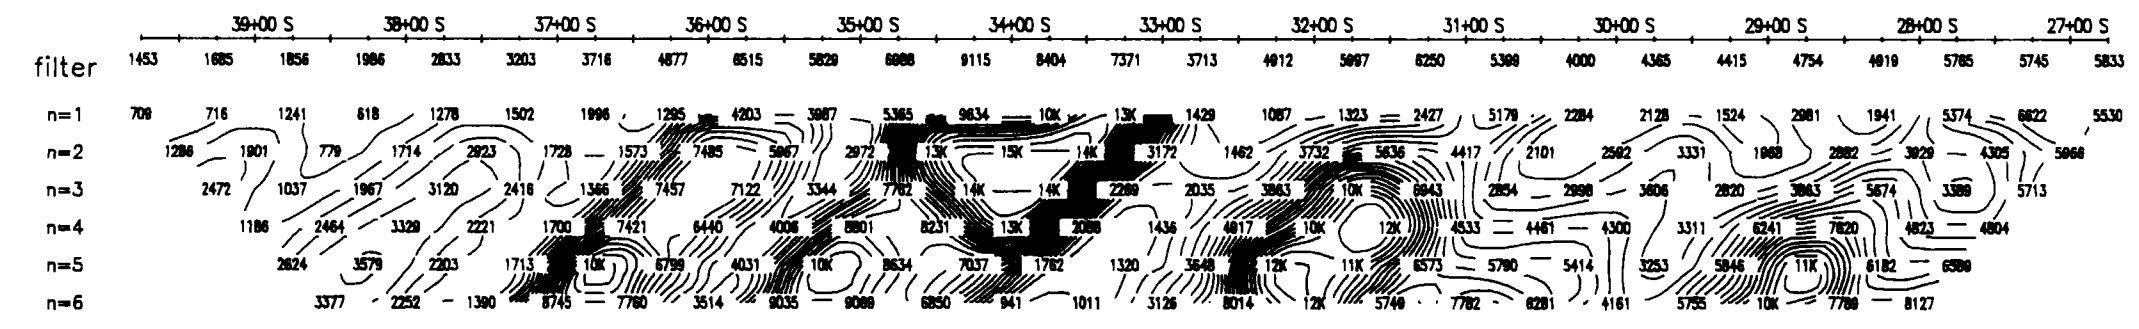 39+00 S 38+00 S 37+00 S 36+00 S 35+00 S 34+00 S 33+00 S 32+00 S 31+00 S 30+00 S 29+00 S 28+00 S 27+00 S
filter 1453 1685 1856 1986 2833 3203 3716 4877 6515 5829 6988 9115 8404 7371 3713 4912 5997 6250 5399 4000 4365 4415 4754 4919 5785 5745 5833
n=1 709 716 1241 618 1278 1502 1996 1295 4203 3987 5365 9634 10K 13K 1429 1087 1323 2427 5179 2284 2128 1524 2981 1941 5374 6622 5530
n=2 1286 1901 779 1714 2923 1728 1573 7485 5967 2972 13K 15K 14K 3172 1462 3732 5636 4417 2101 2592 3331 1968 2882 3929 4305 5966
n=3 2472 1037 1967 3120 2416 1366 7457 7122 3344 7762 14K 14K 2269 2035 3863 10K 6943 2854 2998 3606 2820 3863 5674 3389 5713
n=4 1186 2464 3329 2221 1700 7421 6440 4006 8801 8231 13K 2088 1436 4917 10K 12K 4533 4461 4300 3311 6241 7620 4823 4804
n=5 2624 3579 2203 1713 10K 6799 4031 10K 8634 7037 1762 1320 3648 12K 11K 6573 5790 5414 3253 5846 11K 6182 6589
n=6 3377 2252 1390 8745 7760 3514 9035 9089 6850 941 1011 3126 8014 12K 5749 7782 6281 4161 5755 10K 7789 8127